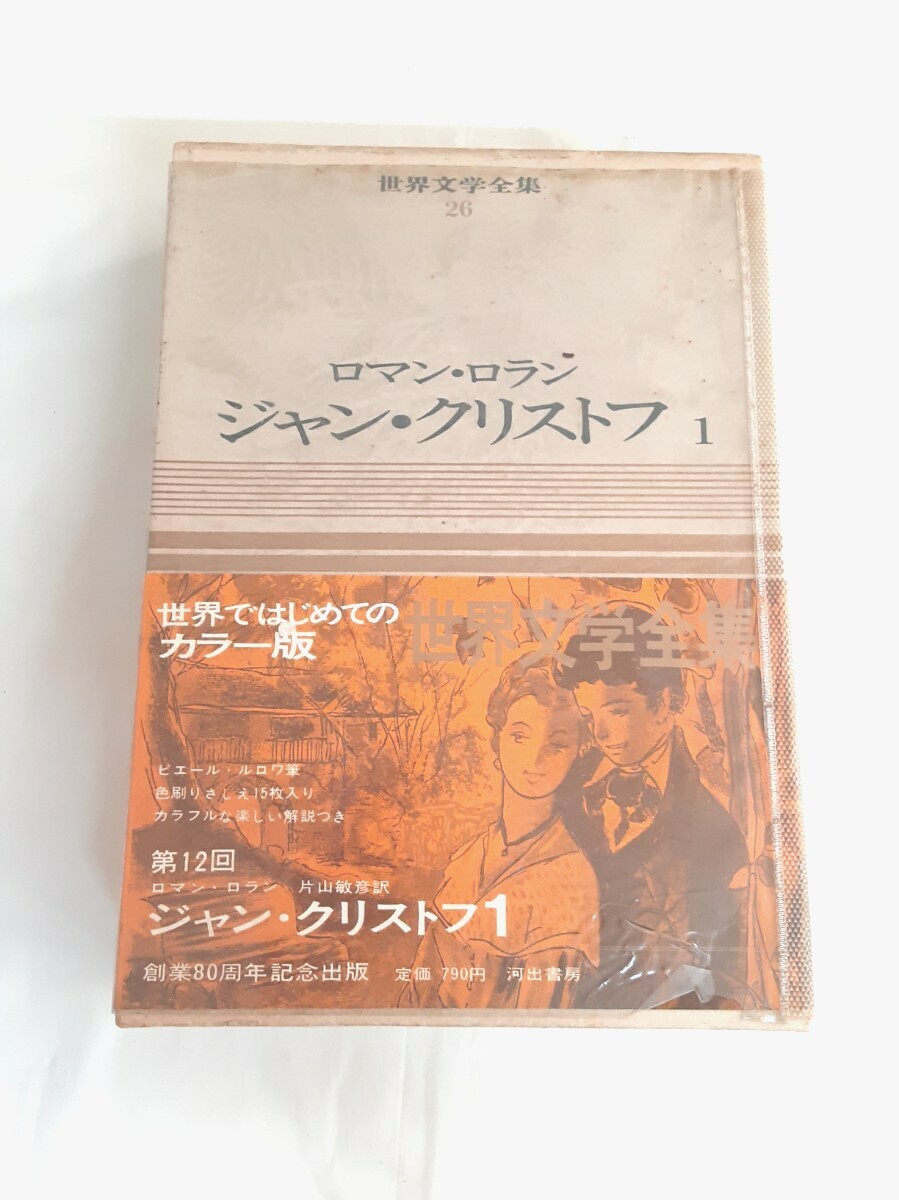 世界文学全集
26
ロマン・ロラン
ジャン・クリストフ 1
世界ではじめての
カラー版
世界文学全集
ピエール・ルロワ筆
色刷りさしえ15枚入り
カラフルな楽しい解説つき
第12回
ロマン・ロラン 片山敏彦訳
ジャン・クリストフ1
創業80周年記念出版 定価 790円 河出書房